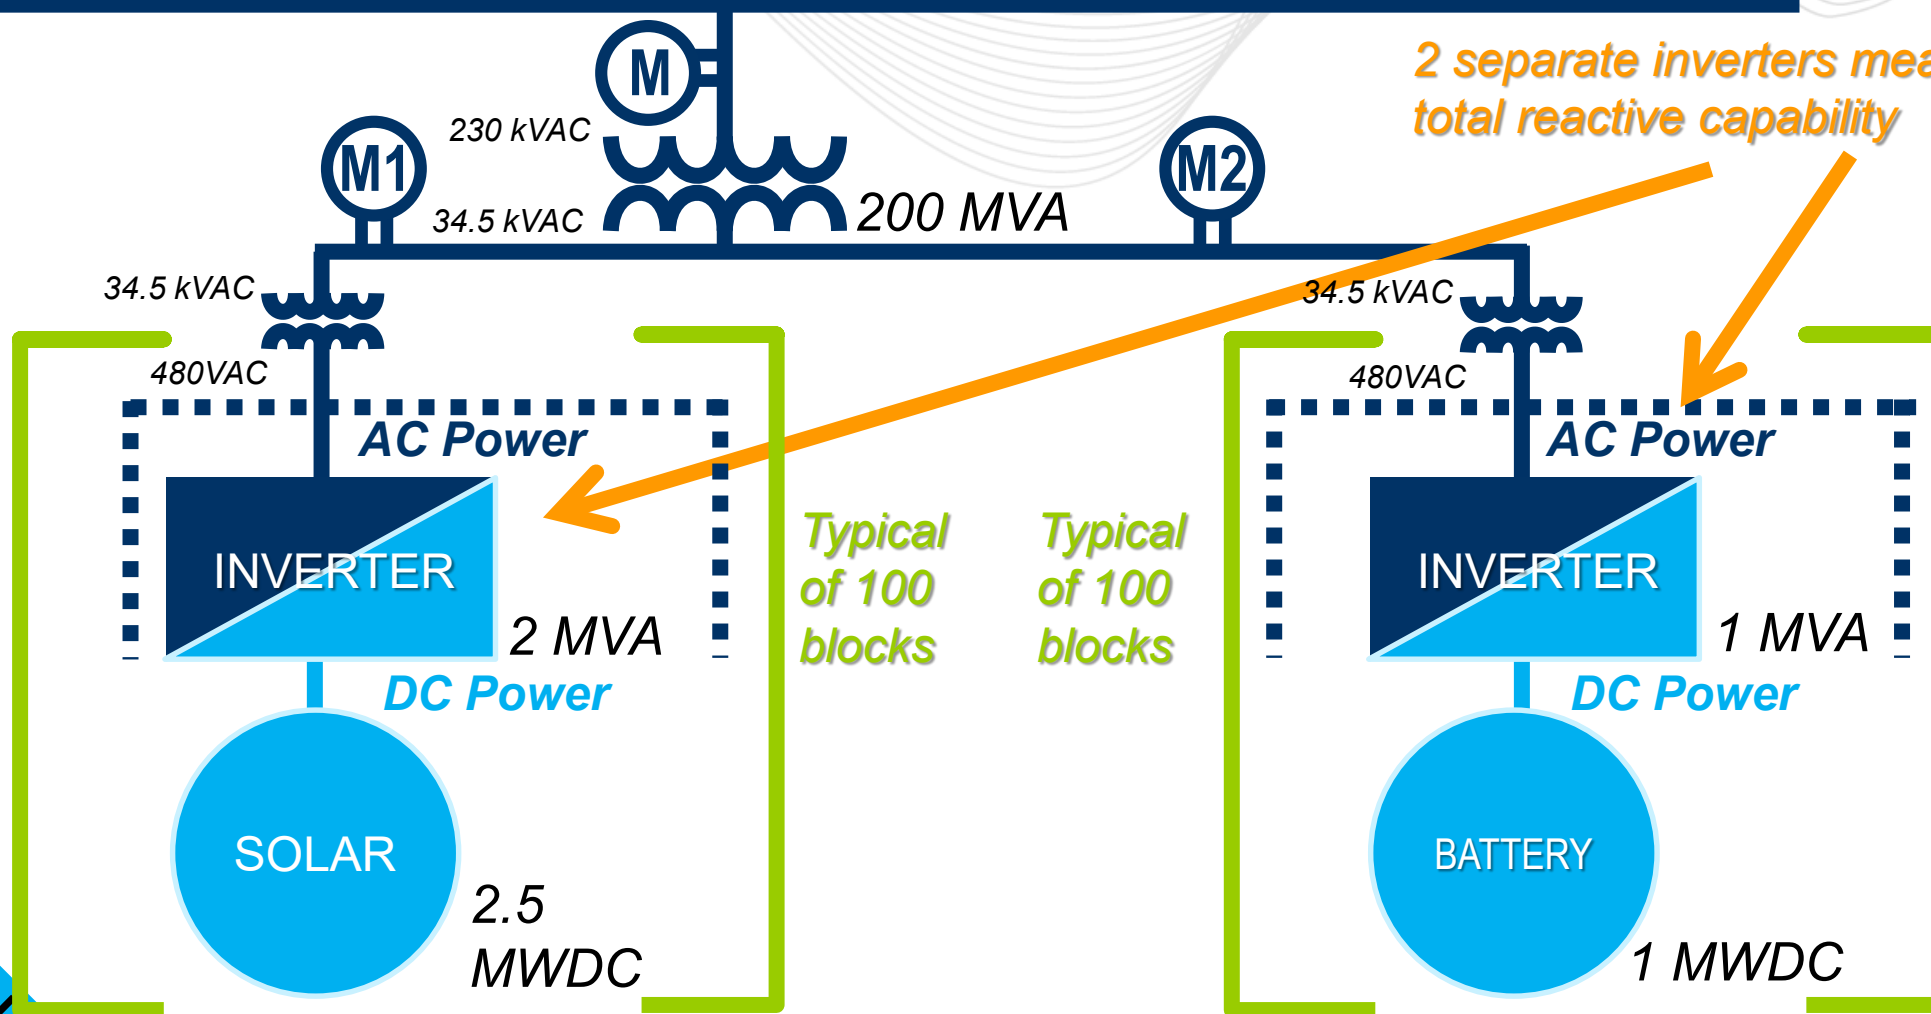 2 separate inverters mea
total reactive capability
M
230 kVAC
M1
M2
34.5 kVAC
200 MVA
34.5 kVAC
34.5 kVAC
480VAC
480VAC
AC Power
AC Power
Typical
of 100
blocks
Typical
of 100
blocks
INVERTER
INVERTER
2 MVA
1 MVA
DC Power
DC Power
SOLAR
BATTERY
2.5
MWDC
1 MWDC